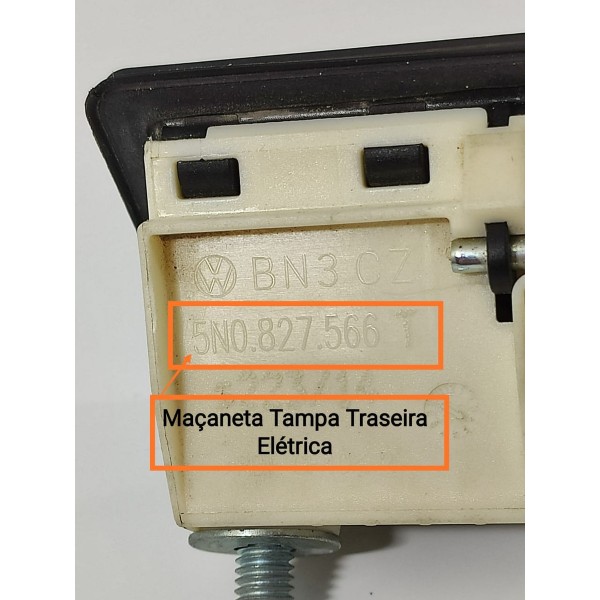 BN3 CZ
5N0.827.566 T
Maçaneta Tampa Traseira
Elétrica